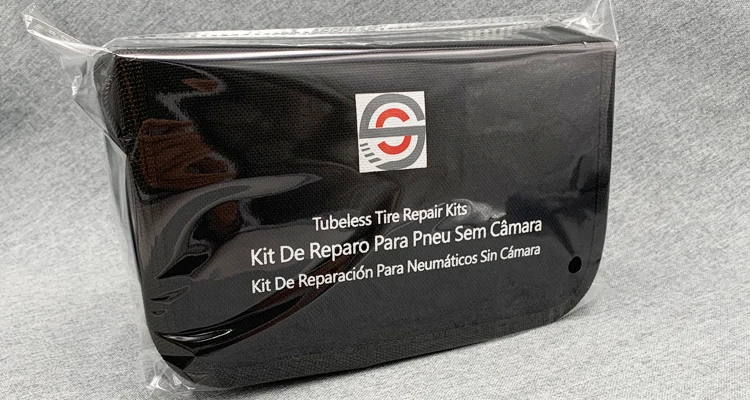 Tubeless Tire Repair Kits
Kit De Reparo Para Pneu Sem Câmara
Kit De Reparación Para Neumáticos Sin Cámara